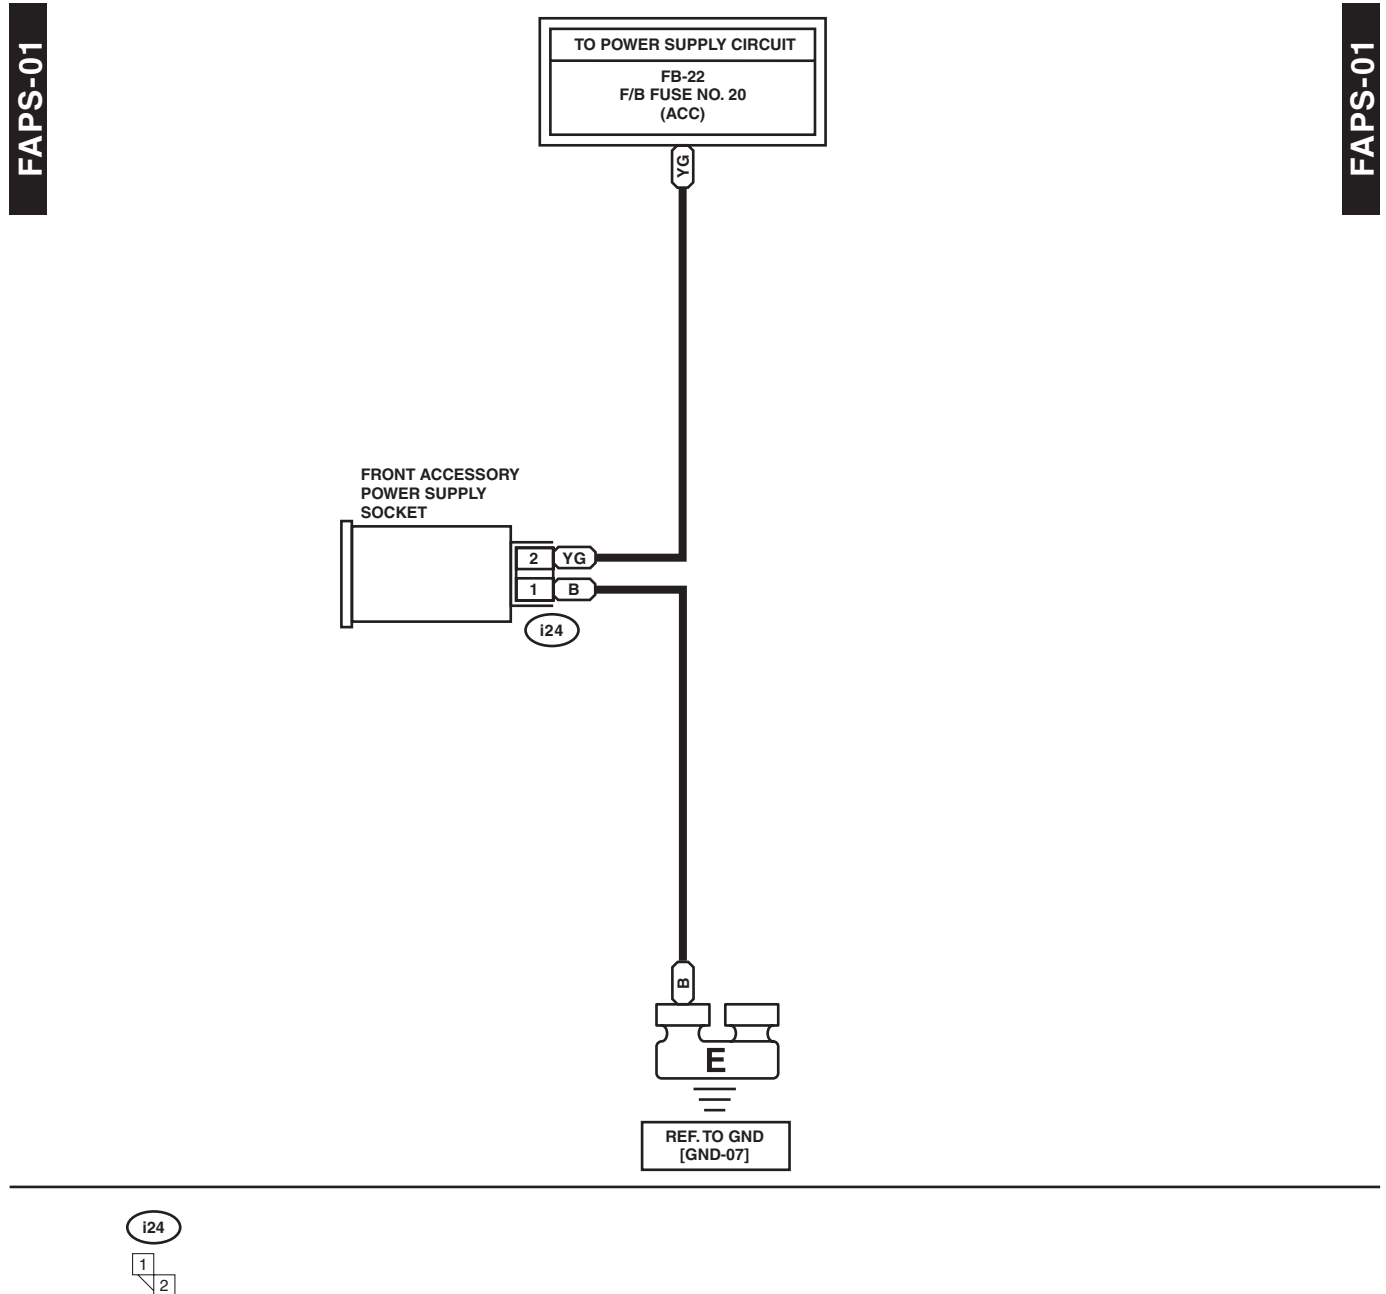 FAPS-01
FAPS-01
TO POWER SUPPLY CIRCUIT
FB-22
F/B FUSE NO. 20
(ACC)
YG
FRONT ACCESSORY
POWER SUPPLY
SOCKET
2 YG
1 B
i24
B
E
REF. TO GND
[GND-07]
i24
1
2